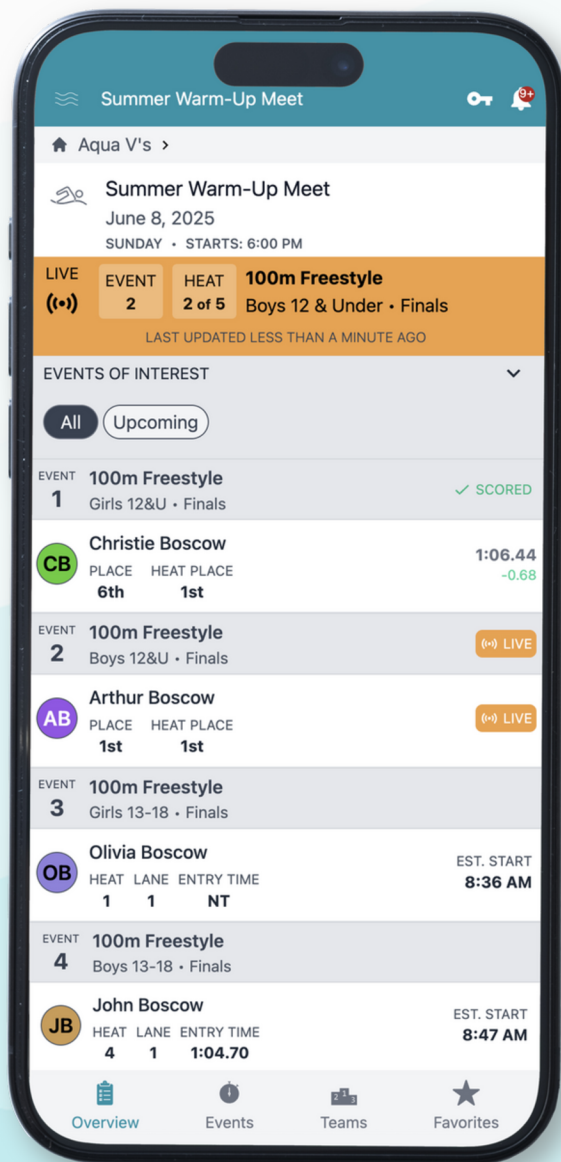 Summer Warm-Up Meet
9+
Aqua V's >
Summer Warm-Up Meet
June 8, 2025
SUNDAY • STARTS: 6:00 PM
LIVE
EVENT
2
HEAT
2 of 5
100m Freestyle
Boys 12 & Under • Finals
LAST UPDATED LESS THAN A MINUTE AGO
EVENTS OF INTEREST
All
Upcoming
EVENT
1
100m Freestyle
Girls 12&U • Finals
SCORED
CB
Christie Boscow
PLACE HEAT PLACE
6th 1st
1:06.44
-0.68
EVENT
2
100m Freestyle
Boys 12&U • Finals
LIVE
AB
Arthur Boscow
PLACE HEAT PLACE
1st 1st
LIVE
EVENT
3
100m Freestyle
Girls 13-18 • Finals
OB
Olivia Boscow
HEAT LANE ENTRY TIME
1 1 NT
EST. START
8:36 AM
EVENT
4
100m Freestyle
Boys 13-18 • Finals
JB
John Boscow
HEAT LANE ENTRY TIME
4 1 1:04.70
EST. START
8:47 AM
1 2 3
Overview
Events
Teams
Favorites